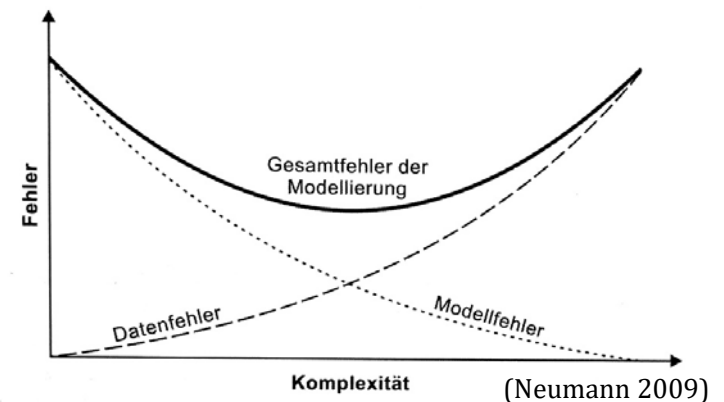 Fehler
Gesamtfehler der
Modellierung
Datenfehler
Modellfehler
Komplexität
(Neumann 2009)